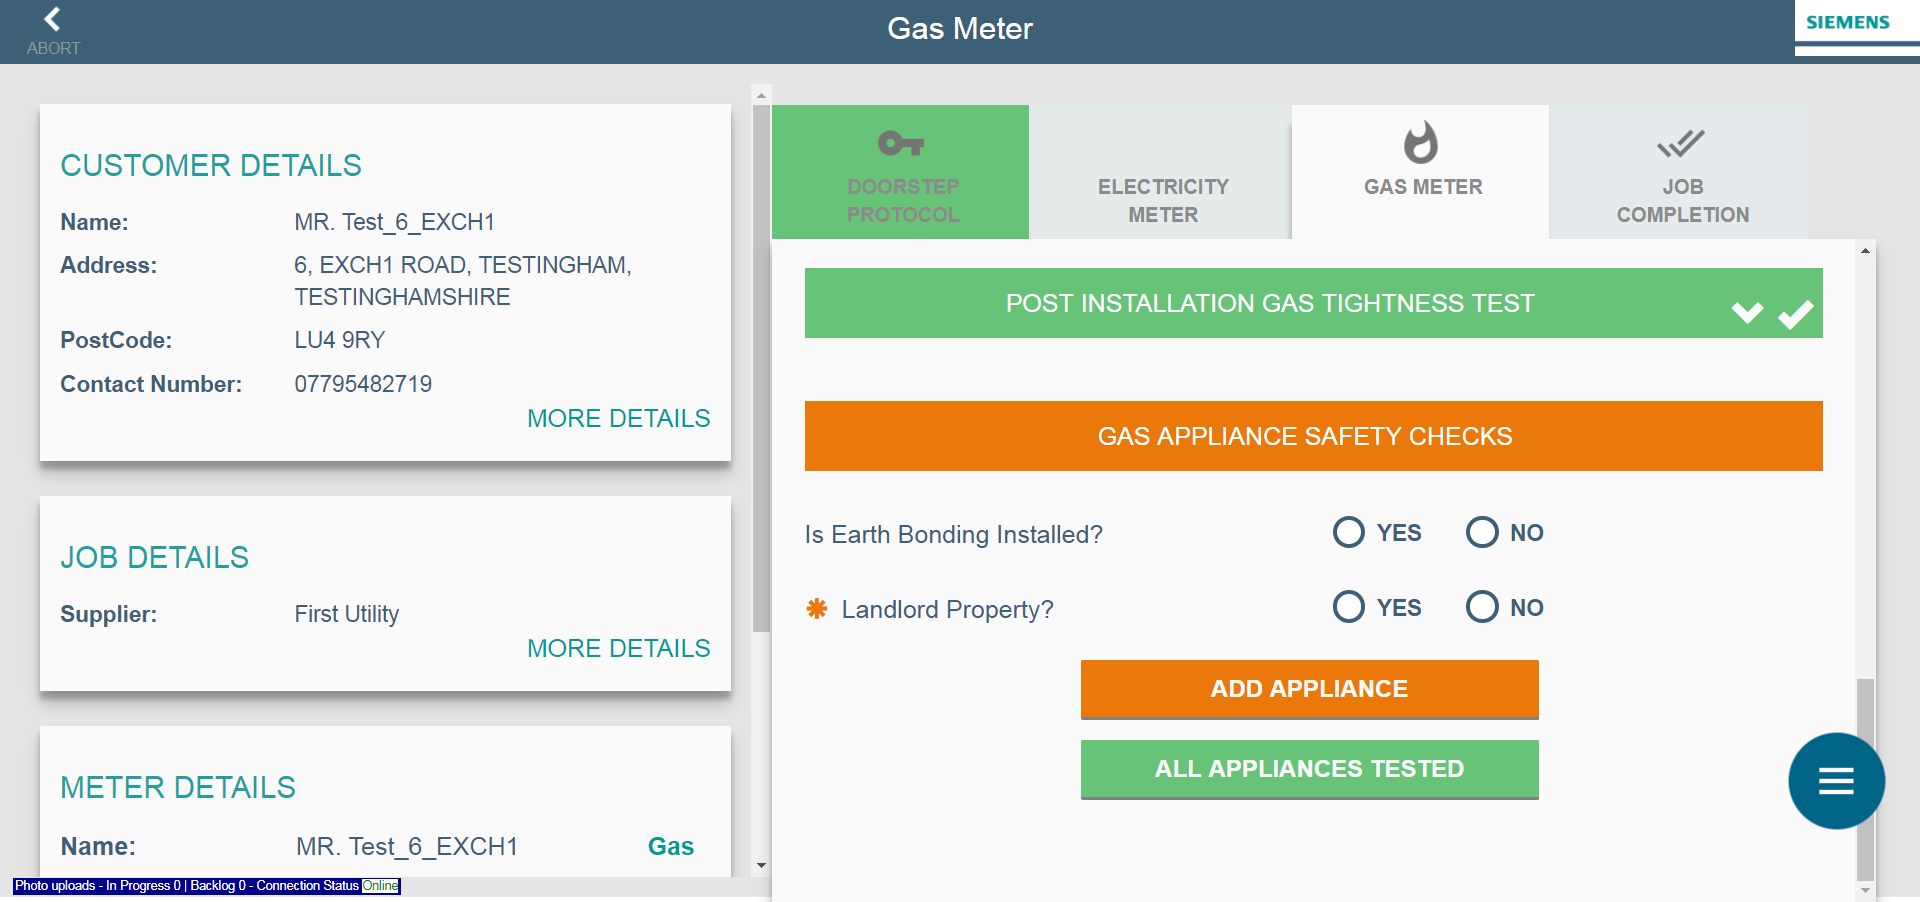 ABORT
Gas Meter
SIEMENS
CUSTOMER DETAILS
Name: MR. Test_6_EXCH1
Address: 6, EXCH1 ROAD, TESTINGHAM,
TESTINGHAMSHIRE
PostCode: LU4 9RY
Contact Number: 07795482719
MORE DETAILS
JOB DETAILS
Supplier: First Utility
MORE DETAILS
METER DETAILS
Name: MR. Test_6_EXCH1 Gas
Photo uploads - In Progress 0 | Backlog 0 - Connection Status Online
DOORSTEP
PROTOCOL
ELECTRICITY
METER
GAS METER
JOB
COMPLETION
POST INSTALLATION GAS TIGHTNESS TEST
GAS APPLIANCE SAFETY CHECKS
Is Earth Bonding Installed? YES NO
✱ Landlord Property? YES NO
ADD APPLIANCE
ALL APPLIANCES TESTED